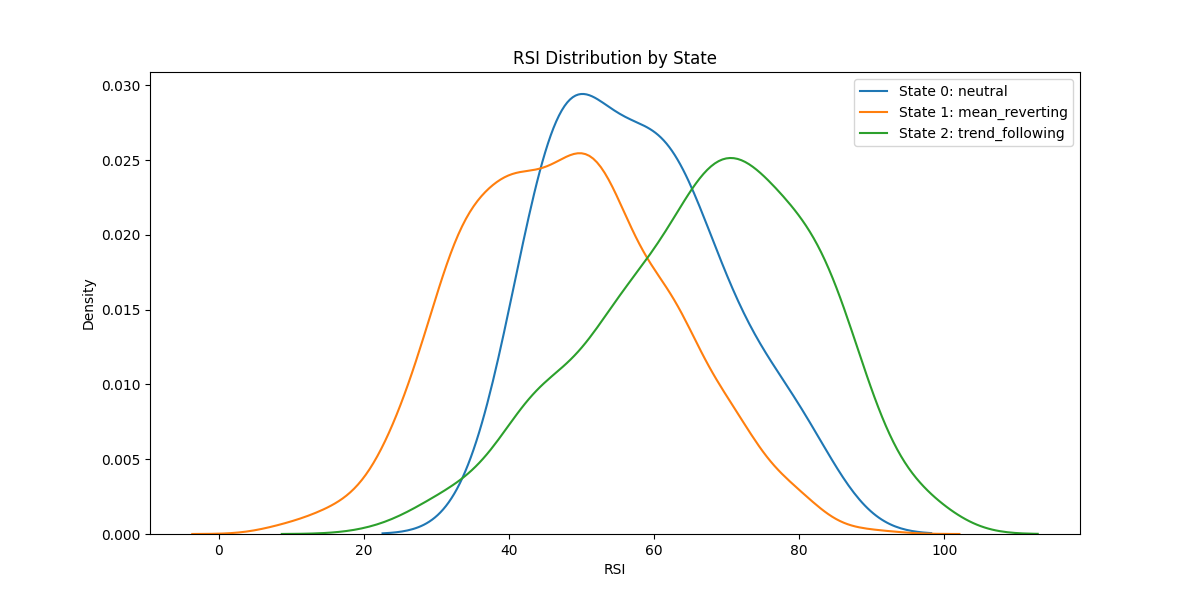 RSI Distribution by State
State 0: neutral
State 1: mean_reverting
State 2: trend_following
Density
0.030
0.025
0.020
0.015
0.010
0.005
0.000
0 20 40 60 80 100
RSI